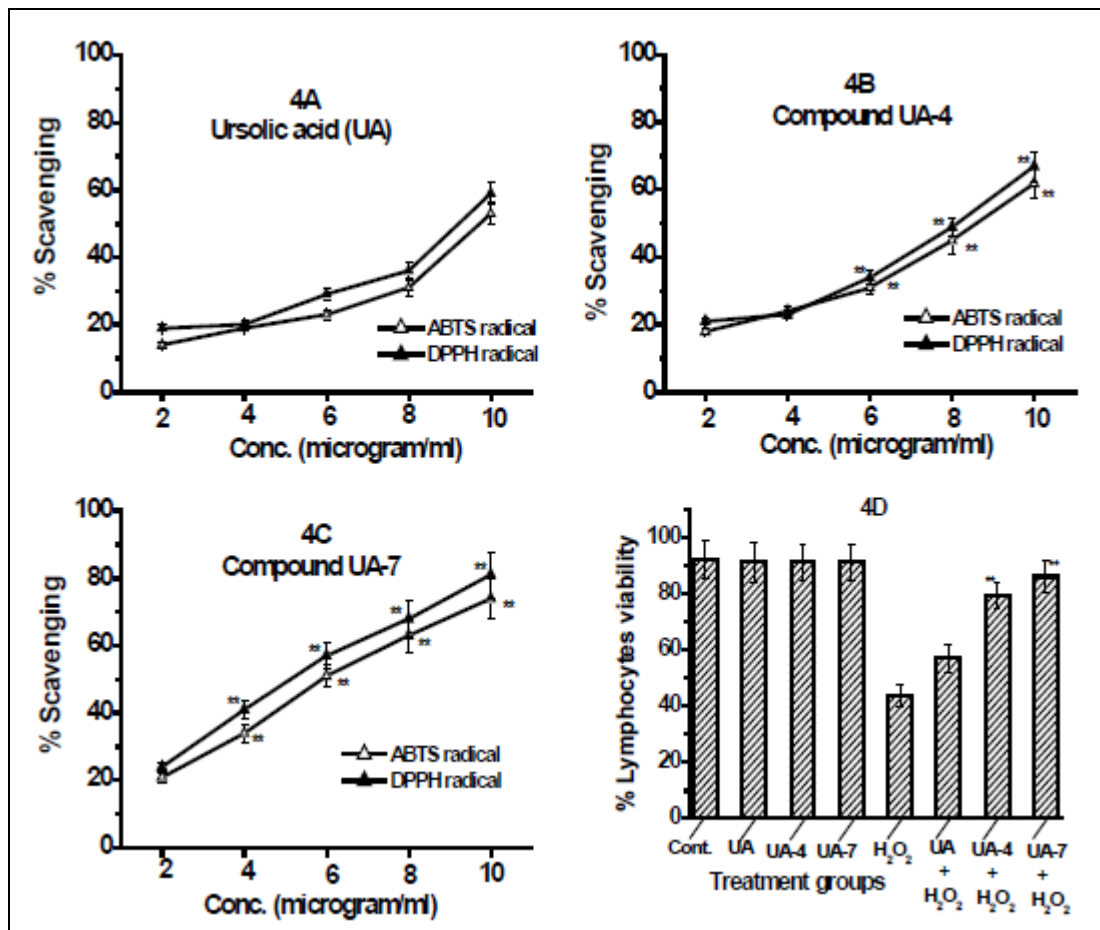 100
80
60
40
20
0
% Scavenging
4A
Ursolic acid (UA)
ABTS radical
DPPH radical
2 4 6 8 10
Conc. (microgram/ml)
100
80
60
40
20
0
% Scavenging
4B
Compound UA-4
** ** ** ** ** **
ABTS radical
DPPH radical
2 4 6 8 10
Conc. (microgram/ml)
100
80
60
40
20
0
% Scavenging
4C
Compound UA-7
** ** ** ** ** ** ** **
ABTS radical
DPPH radical
2 4 6 8 10
Conc. (microgram/ml)
4D
100
80
60
40
20
0
% Lymphocytes viability
** **
Cont. UA UA-4 UA-7 H₂O₂ UA + H₂O₂ UA-4 + H₂O₂ UA-7 + H₂O₂
Treatment groups